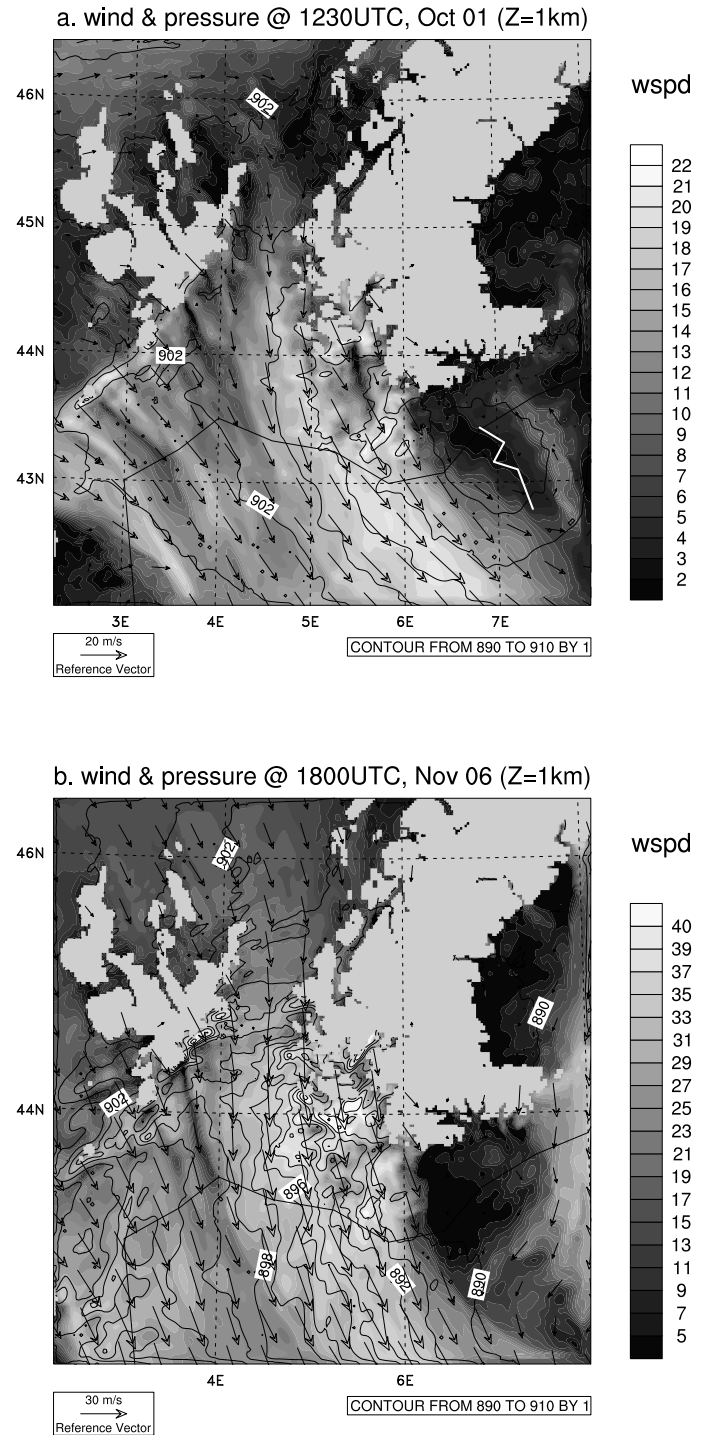 a. wind & pressure @ 1230UTC, Oct 01 (Z=1km)
wspd
46N
45N
44N
43N
902
902
902
22
21
20
19
18
17
16
15
14
13
12
11
10
9
8
7
6
5
4
3
2
3E 4E 5E 6E 7E
20 m/s
Reference Vector
CONTOUR FROM 890 TO 910 BY 1
b. wind & pressure @ 1800UTC, Nov 06 (Z=1km)
wspd
46N
44N
902
890
902
896
898
892
890
40
39
37
35
33
31
29
27
25
23
21
19
17
15
13
11
9
7
5
4E 6E
30 m/s
Reference Vector
CONTOUR FROM 890 TO 910 BY 1